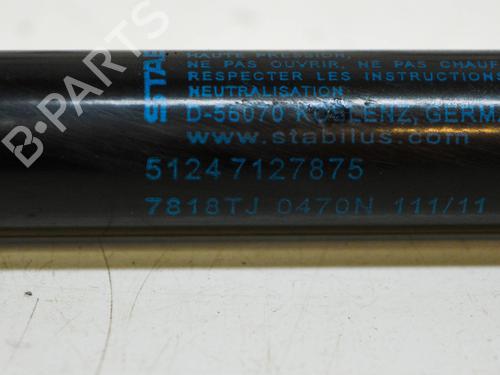 STAB
HAUTE PRESSION,
NE PAS OUVRIR, NE PAS CHAUF
RESPECTER LES INSTRUCTIONS
NEUTRALISATION
D-56070 KOBLENZ, GERMA
www.stabilus.com
51247127875
7818TJ 0470N 111/11
B-PARTS